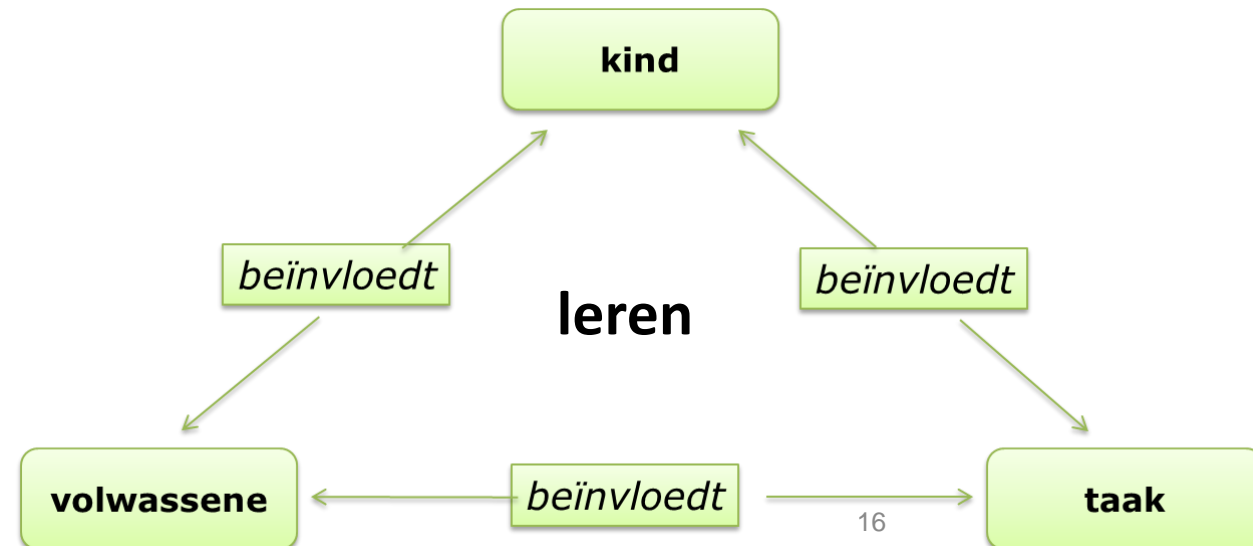 kind
beïnvloedt
beïnvloedt
leren
volwassene
beïnvloedt
taak
16